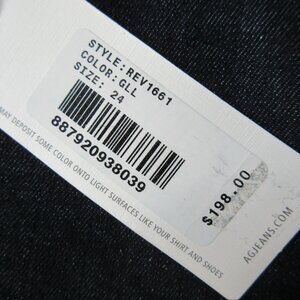 STYLE:REV1661
COLOR:GLL
SIZE: 24
887920938039
$198.00
MAY DEPOSIT SOME COLOR ONTO LIGHT SURFACES LIKE YOUR SHIRT AND SHOES
AGJEANS.COM